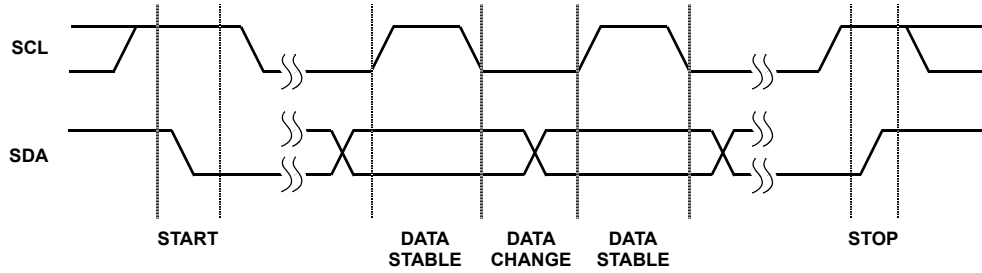 SCL
SDA
START
DATA
STABLE
DATA
CHANGE
DATA
STABLE
STOP